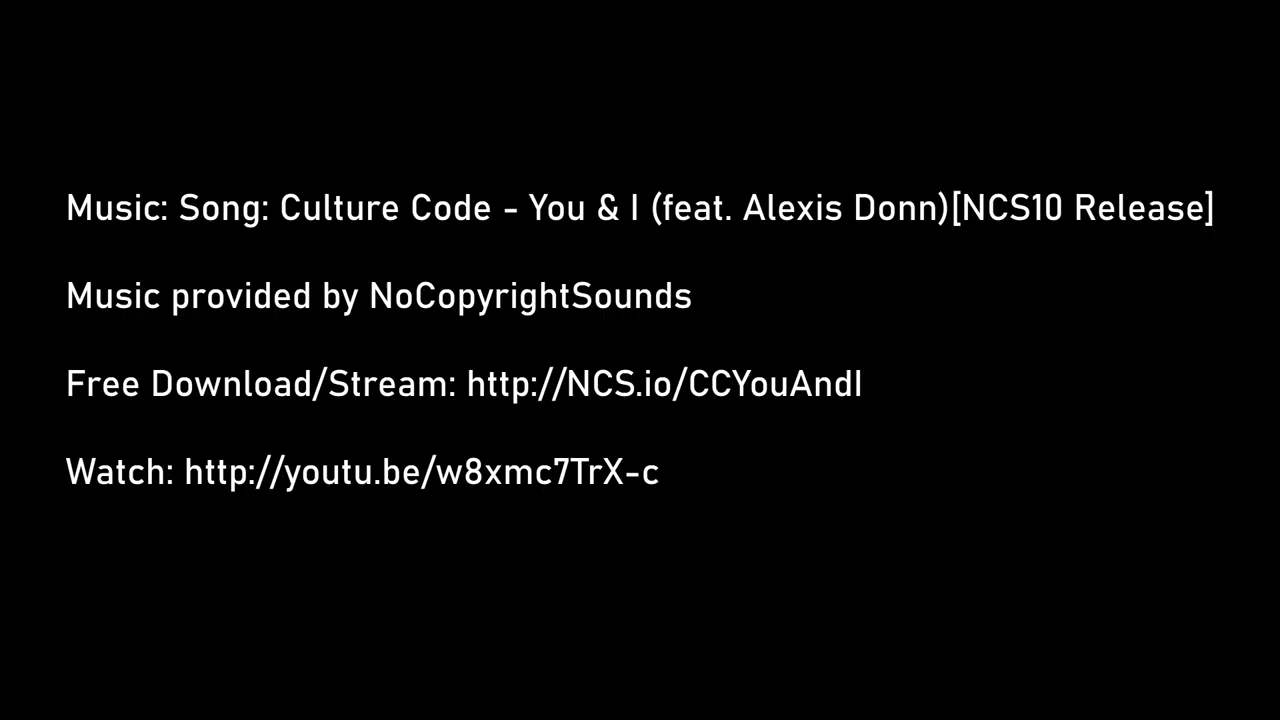 Music: Song: Culture Code - You & I (feat. Alexis Donn)[NCS10 Release]
Music provided by NoCopyrightSounds
Free Download/Stream: http://NCS.io/CCYouAndI
Watch: http://youtu.be/w8xmc7TrX-c